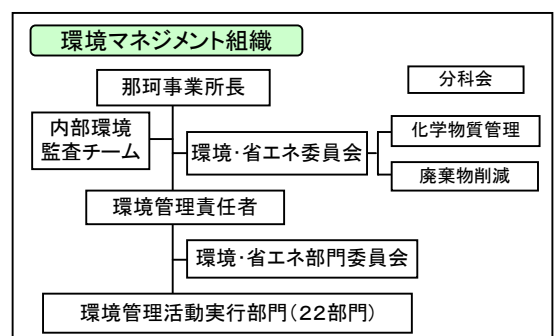 環境マネジメント組織
那珂事業所長
分科会
内部環境
監査チーム
環境・省エネ委員会
化学物質管理
廃棄物削減
環境管理責任者
環境・省エネ部門委員会
環境管理活動実行部門(22部門)